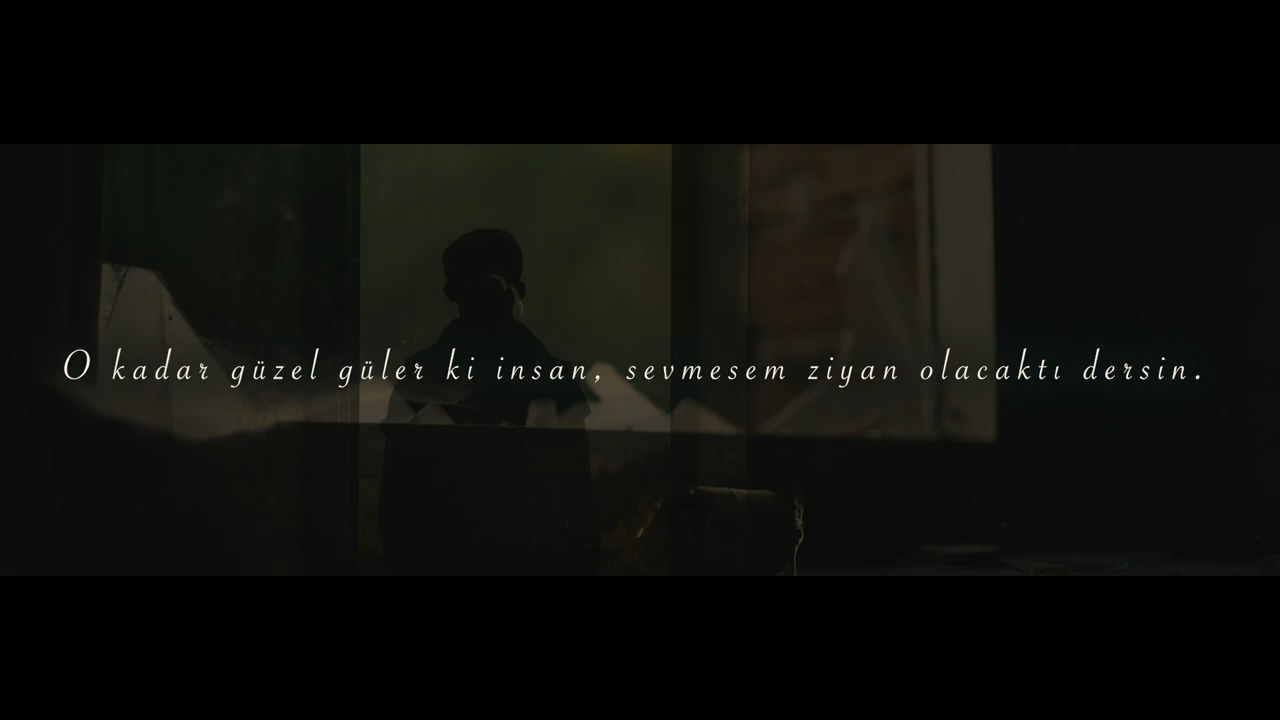 O kadar güzel güler ki insan, sevmesem ziyan olacaktı dersin.